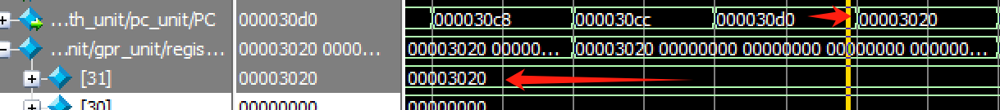 ...th_unit/pc_unit/PC 000030d0 000030c8 000030cc 000030d0 00003020
...nit/gpr_unit/regis... 00003020 0000... 00003020 00000... 00003020 00000000 00000000 00000000 000000...
[31] 00003020 00003020
[30] 00000000 00000000